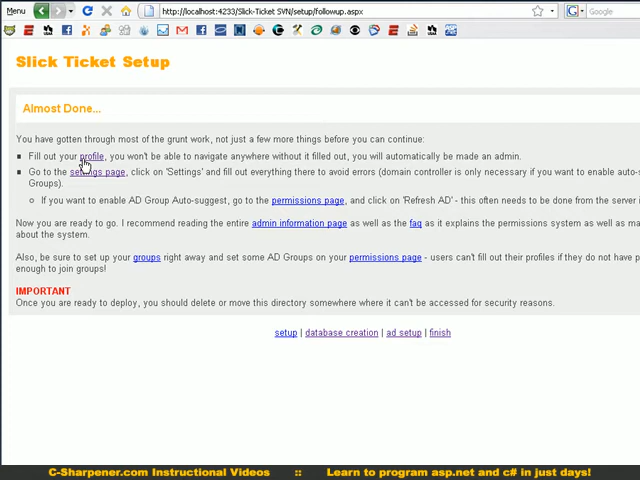 Menu
http://localhost:4233/Slick-Ticket SVN/setup/followup.aspx
Google
Slick Ticket Setup
Almost Done...
You have gotten through most of the grunt work, not just a few more things before you can continue:
Fill out your profile, you won't be able to navigate anywhere without it filled out, you will automatically be made an admin.
Go to the settings page, click on 'Settings' and fill out everything there to avoid errors (domain controller is only necessary if you want to enable auto-s
Groups).
If you want to enable AD Group Auto-suggest, go to the permissions page, and click on 'Refresh AD' - this often needs to be done from the server i
Now you are ready to go. I recommend reading the entire admin information page as well as the faq as it explains the permissions system as well as ma
about the system.
Also, be sure to set up your groups right away and set some AD Groups on your permissions page - users can't fill out their profiles if they do not have p
enough to join groups!
IMPORTANT
Once you are ready to deploy, you should delete or move this directory somewhere where it can't be accessed for security reasons.
setup | database creation | ad setup | finish
C-Sharpener.com Instructional Videos :: Learn to program asp.net and c# in just days!